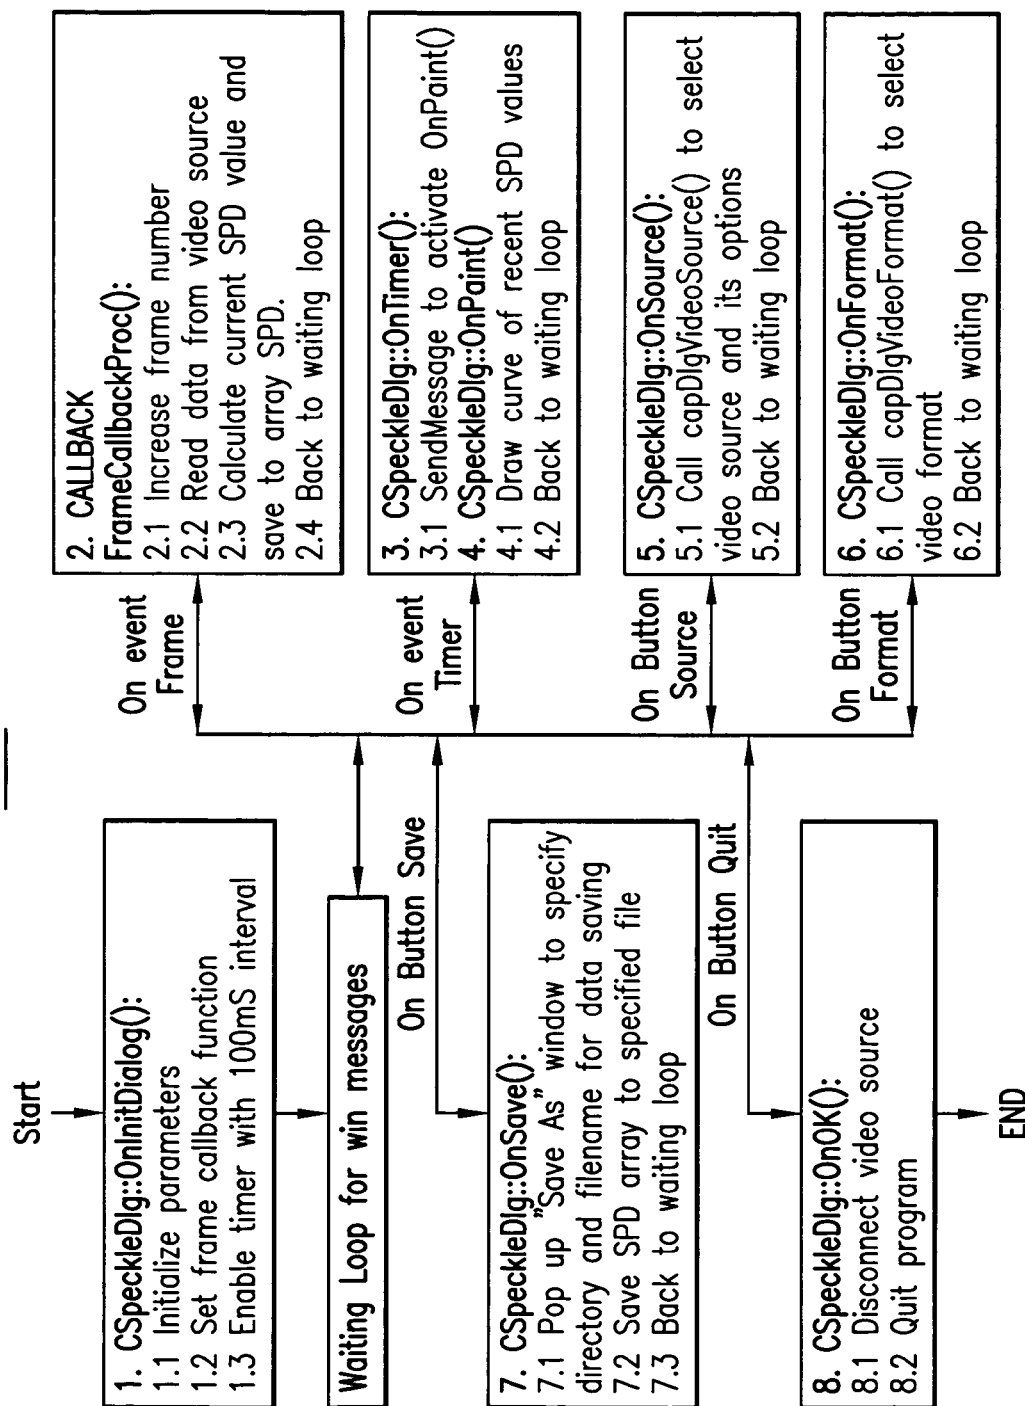 Start
1. CSpeckleDlg::OnInitDialog():
1.1 Initialize parameters
1.2 Set frame callback function
1.3 Enable timer with 100mS interval
Waiting Loop for win messages
On Button Save
7. CSpeckleDlg::OnSave():
7.1 Pop up "Save As" window to specify
directory and filename for data saving
7.2 Save SPD array to specified file
7.3 Back to waiting loop
On Button Quit
8. CSpeckleDlg::OnOK():
8.1 Disconnect video source
8.2 Quit program
END
On event
Frame
2. CALLBACK
FrameCallbackProc():
2.1 Increase frame number
2.2 Read data from video source
2.3 Calculate current SPD value and
save to array SPD.
2.4 Back to waiting loop
On event
Timer
3. CSpeckleDlg::OnTimer():
3.1 SendMessage to activate OnPaint()
4. CSpeckleDlg::OnPaint()
4.1 Draw curve of recent SPD values
4.2 Back to waiting loop
On Button
Source
5. CSpeckleDlg::OnSource():
5.1 Call capDlgVideoSource() to select
video source and its options
5.2 Back to waiting loop
On Button
Format
6. CSpeckleDlg::OnFormat():
6.1 Call capDlgVideoFormat() to select
video format
6.2 Back to waiting loop